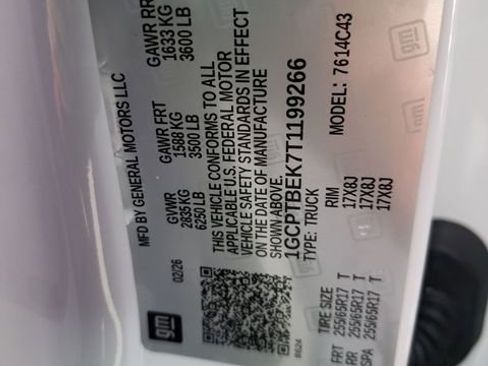 MFD BY GENERAL MOTORS LLC
02/26
GVWR GAWR FRT GAWR RR
2835 KG 1588 KG 1633 KG
6250 LB 3500 LB 3600 LB
THIS VEHICLE CONFORMS TO ALL
APPLICABLE U.S. FEDERAL MOTOR
VEHICLE SAFETY STANDARDS IN EFFECT
ON THE DATE OF MANUFACTURE
SHOWN ABOVE.
1GCPTBEK7T1199266
TYPE: TRUCK MODEL: 7614C43
TIRE SIZE RIM
FRT 255/65R17 T 17X8J
RR 255/65R17 T 17X8J
SPA 255/65R17 T 17X8J
gm
gm
gm